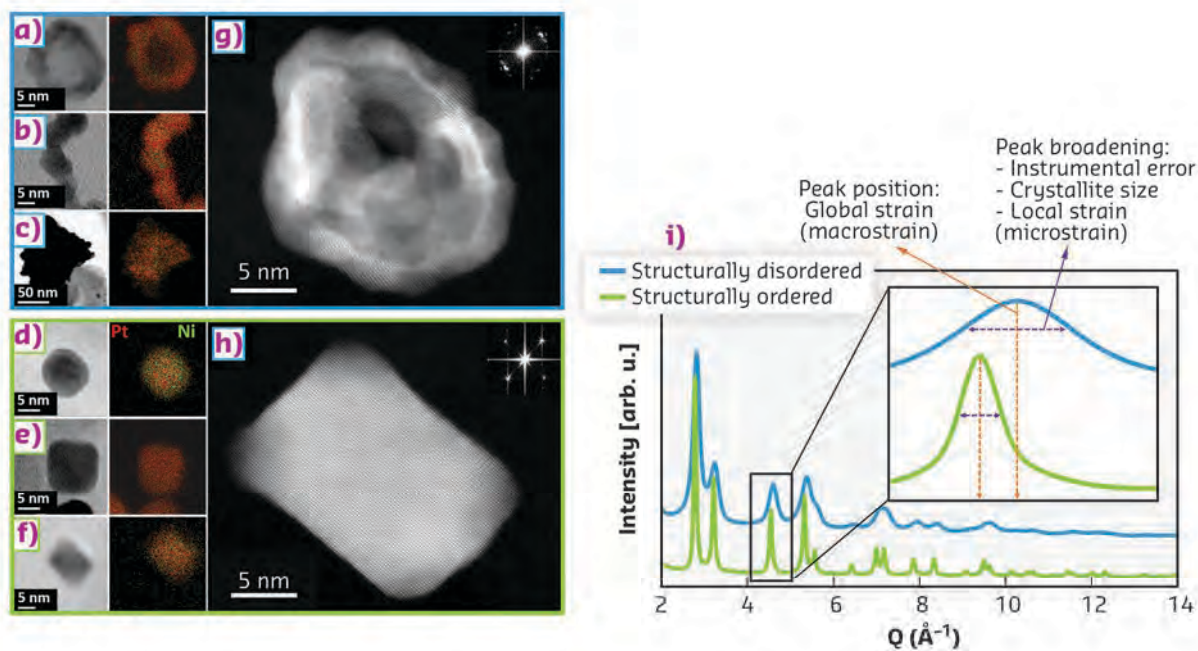 a)
5 nm
b)
5 nm
c)
50 nm
g)
5 nm
d)
Pt
Ni
5 nm
e)
5 nm
f)
5 nm
h)
5 nm
i)
Peak position:
Global strain
(macrostrain)
Peak broadening:
- Instrumental error
- Crystallite size
- Local strain
(microstrain)
Structurally disordered
Structurally ordered
Intensity [arb. u.]
2 4 6 8 10 12 14
Q (Å⁻¹)